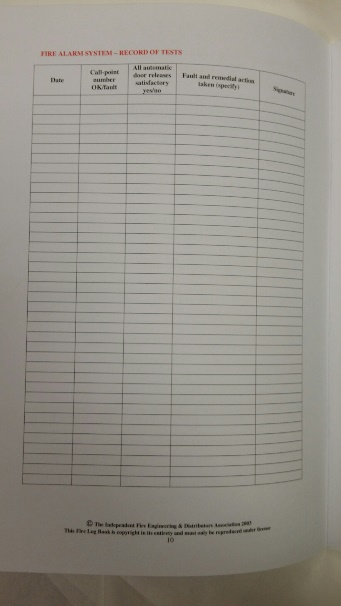 FIRE ALARM SYSTEM – RECORD OF TESTS
Date
Call-point
number
OK/fault
All automatic
door releases
satisfactory
yes/no
Fault and remedial action
taken (specify)
Signature
© The Independent Fire Engineering & Distributors Association 2003
This Fire Log Book is copyright in its entirety and must only be reproduced under license
10